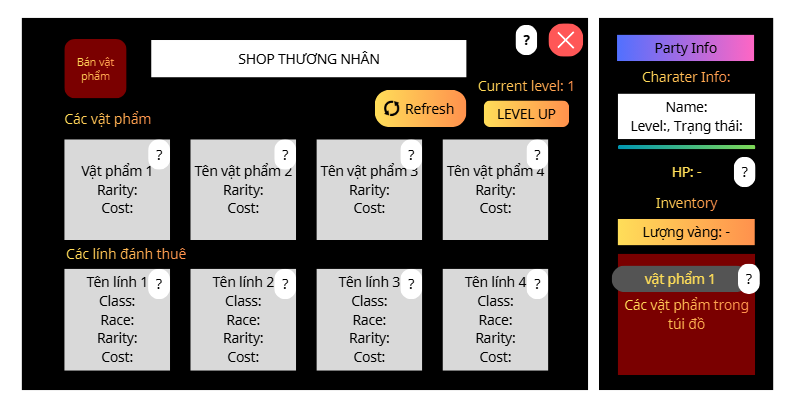 Bán vật
phẩm
SHOP THƯƠNG NHÂN
?
Current level: 1
Refresh
LEVEL UP
Các vật phẩm
?
Vật phẩm 1
Rarity:
Cost:
?
Tên vật phẩm 2
Rarity:
Cost:
?
Tên vật phẩm 3
Rarity:
Cost:
?
Tên vật phẩm 4
Rarity:
Cost:
Các lính đánh thuê
Tên lính 1
?
Class:
Race:
Rarity:
Cost:
Tên lính 2
?
Class:
Race:
Rarity:
Cost:
Tên lính 3
?
Class:
Race:
Rarity:
Cost:
Tên lính 4
?
Class:
Race:
Rarity:
Cost:
Party Info
Charater Info:
Name:
Level:, Trạng thái:
HP: -
?
Inventory
Lượng vàng: -
vật phẩm 1
?
Các vật phẩm trong
túi đồ